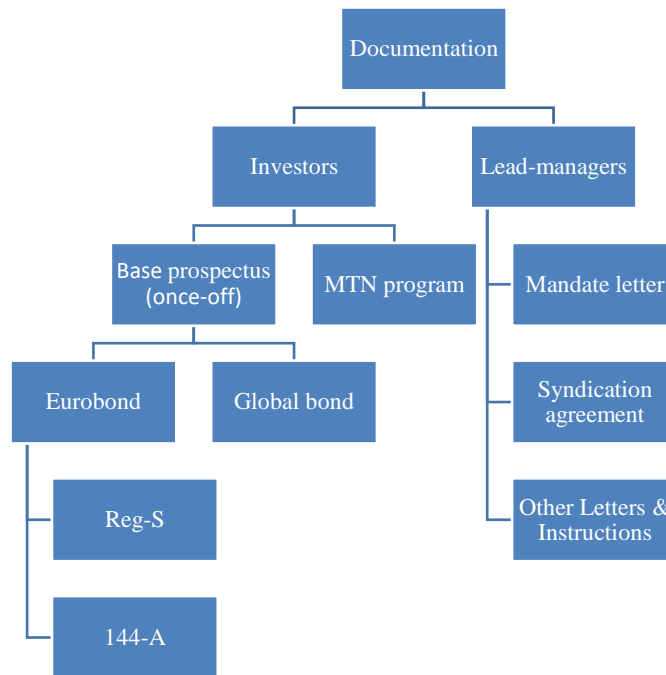 Documentation
Investors
Lead-managers
Base prospectus
(once-off)
MTN program
Mandate letter
Eurobond
Global bond
Syndication
agreement
Reg-S
Other Letters &
Instructions
144-A